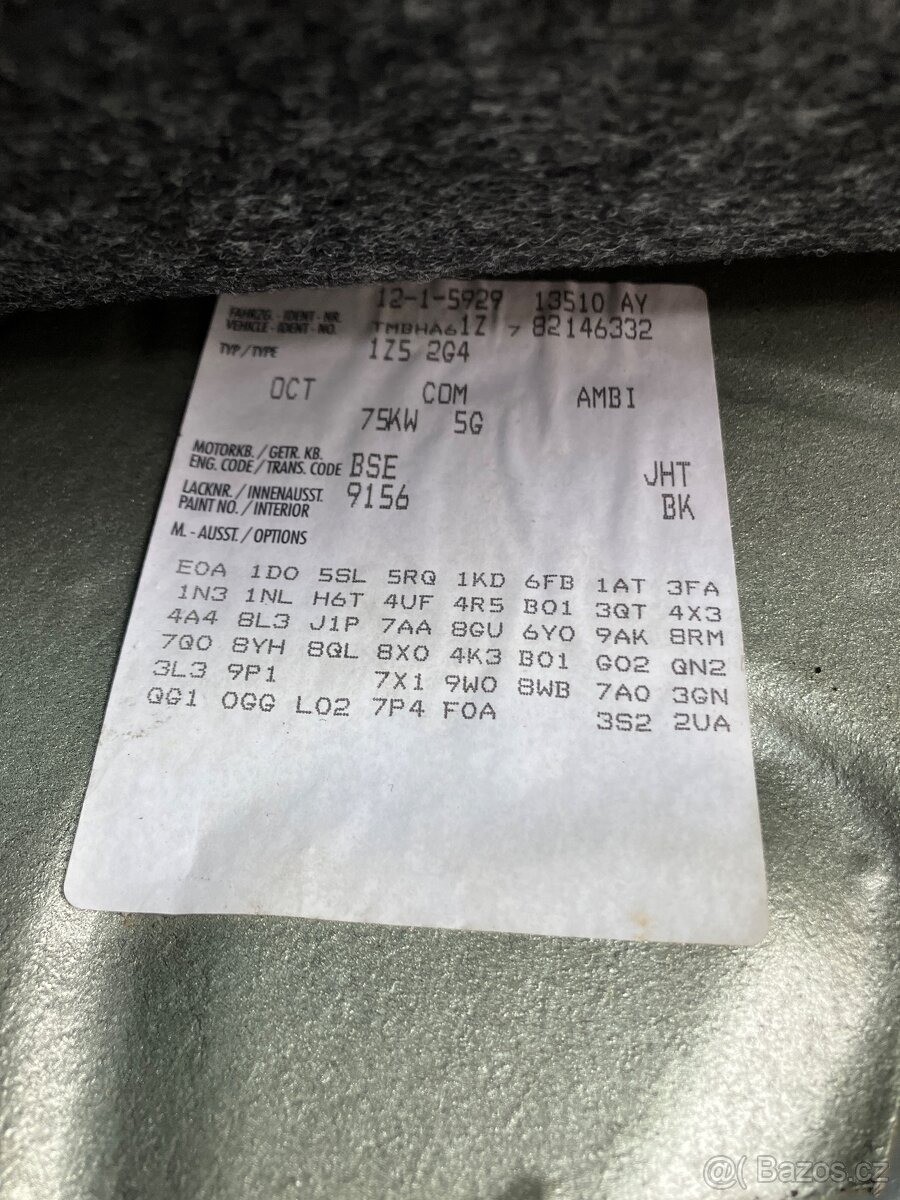 12-1-5929 13510 AY
FAHRZG. - IDENT - NR.
VEHICLE - IDENT - NO. TMBHA61Z 782146332
TYP / TYPE 1Z5 2G4
OCT COM AMBI
75KW 5G
MOTORKB. / GETR. KB.
ENG. CODE / TRANS. CODE BSE JHT
LACKNR. / INNENAUSST.
PAINT NO. / INTERIOR 9156 BK
M. - AUSST. / OPTIONS
E0A 1D0 5SL 5RQ 1KD 6FB 1AT 3FA
1N3 1NL H6T 4UF 4R5 B01 3QT 4X3
4A4 8L3 J1P 7AA 8GU 6Y0 9AK 8RM
7Q0 8YH 8QL 8X0 4K3 B01 G02 QN2
3L3 9P1 7X1 9W0 8WB 7A0 3GN
QG1 0GG L02 7P4 F0A 3S2 2UA
@( Bazos.cz